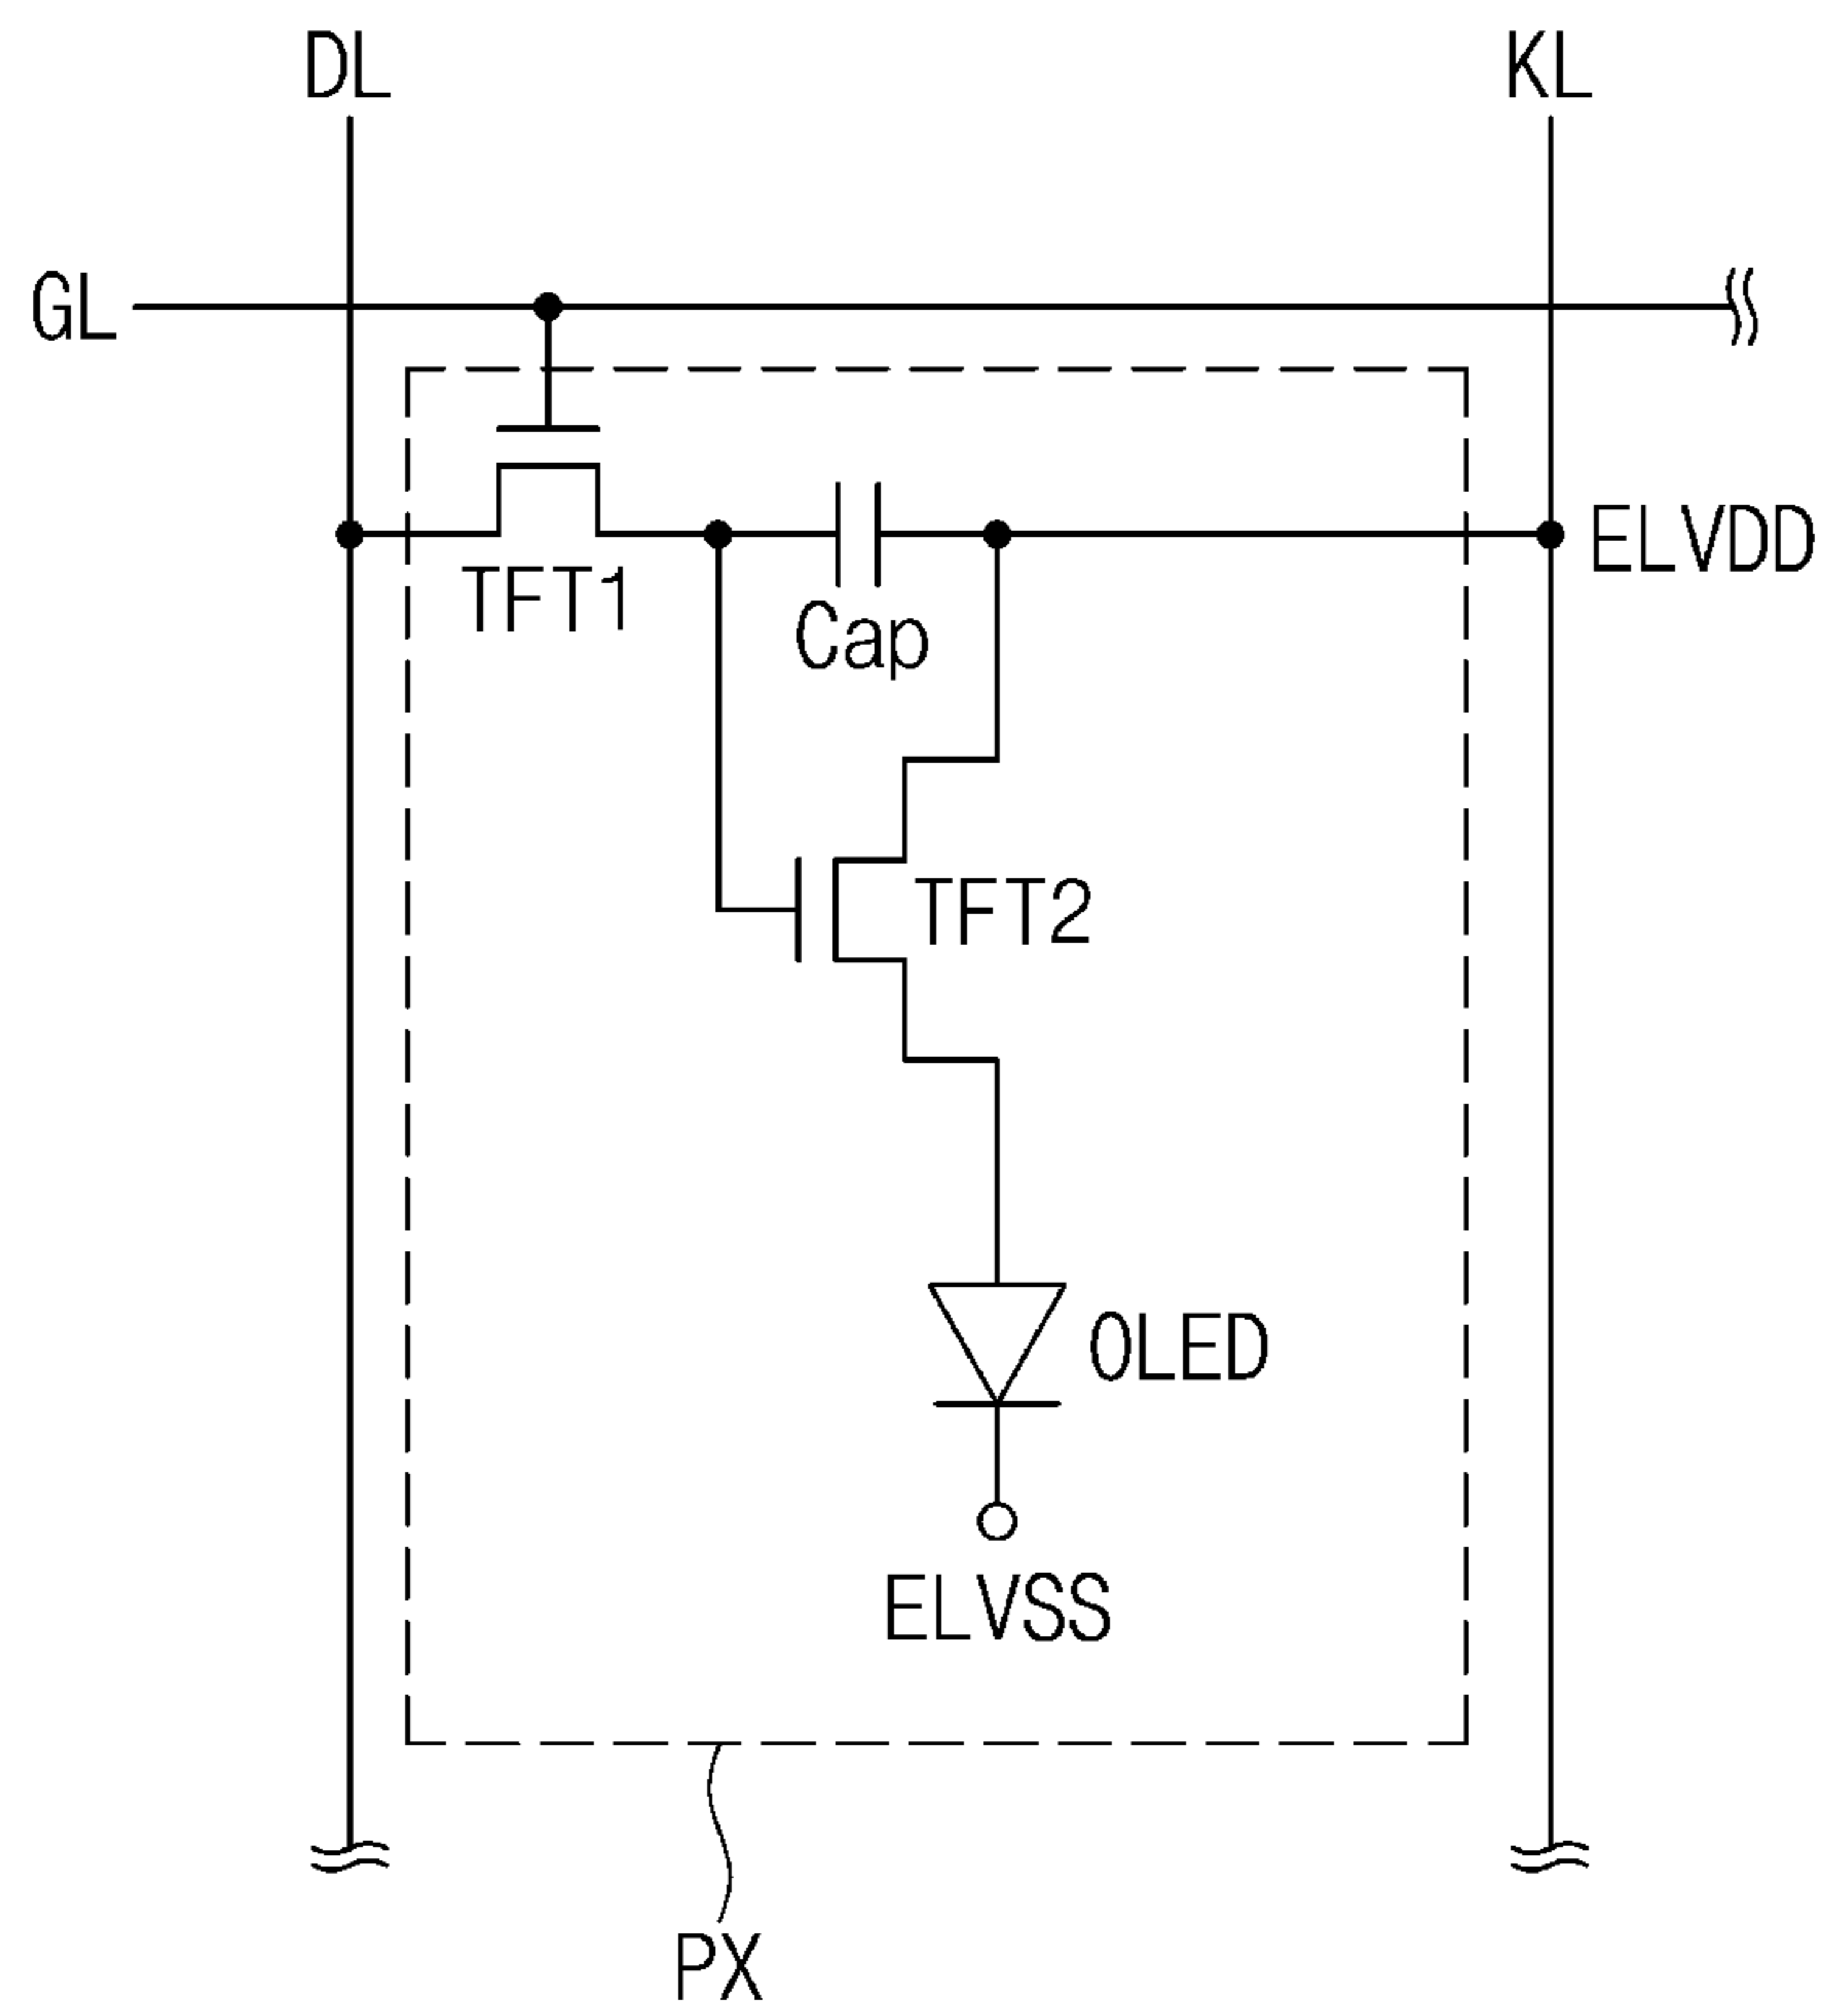 DL
KL
GL
ELVDD
TFT1
Cap
TFT2
OLED
ELVSS
PX